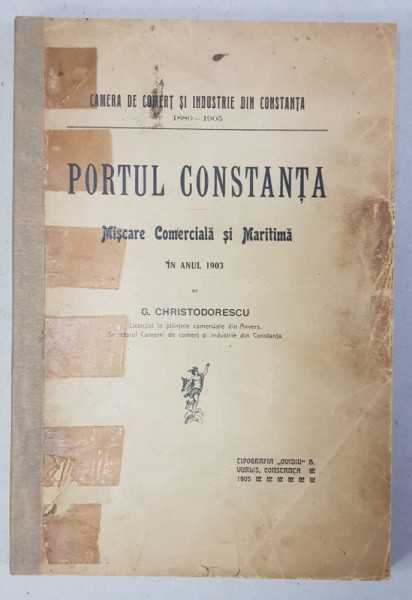 CAMERA DE COMERȚ ȘI INDUSTRIE DIN CONSTANȚA
1880—1905
PORTUL CONSTANȚA
Mișcare Comercială și Maritimă
ÎN ANUL 1903
DE
G. CHRISTODORESCU
Licențiat în științele comerciale din Anvers.
Secretarul Camerei de comerț și industrie din Constanța.
TIPOGRAFIA „OVIDIU" B.
VURLIS, CONSTANȚA
1905